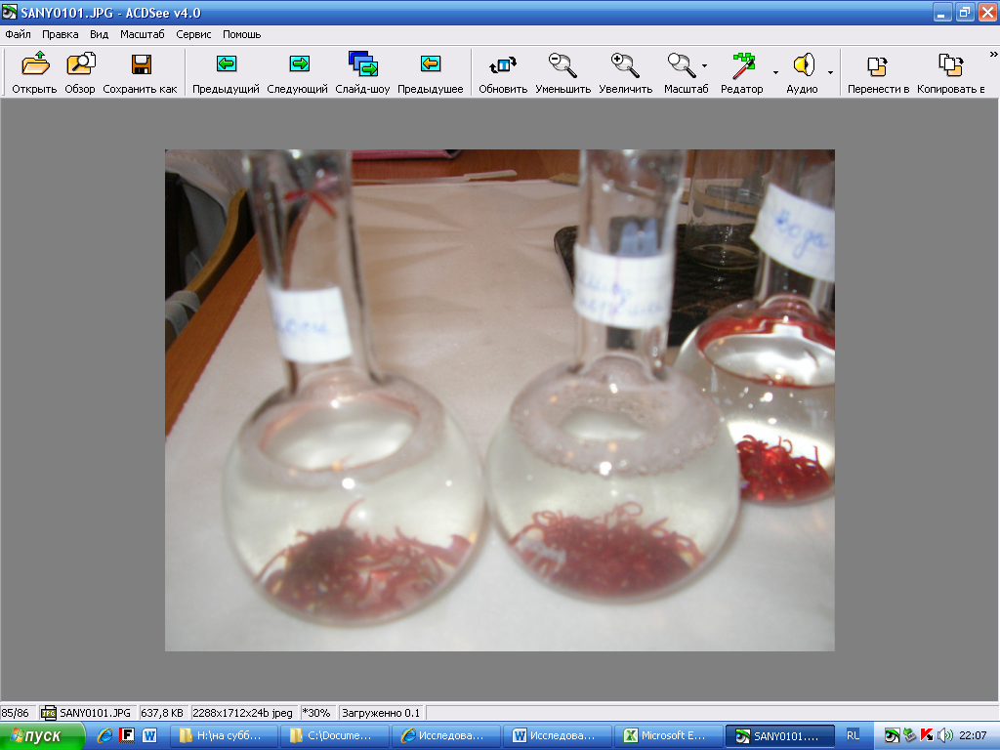 SANY0101.JPG - ACDSee v4.0
Файл Правка Вид Масштаб Сервис Помощь
Открыть Обзор Сохранить как Предыдущий Следующий Слайд-шоу Предыдущее Обновить Уменьшить Увеличить Масштаб Редатор Аудио Перенести в Копировать в
Вода
85/86 SANY0101.JPG 637,8 KB 2288x1712x24b jpeg *30% Загруженно 0.1
пуск H:\на субб... C:\Docume... Исследова... Исследова... Microsoft E... SANY0101.... RL 22:07